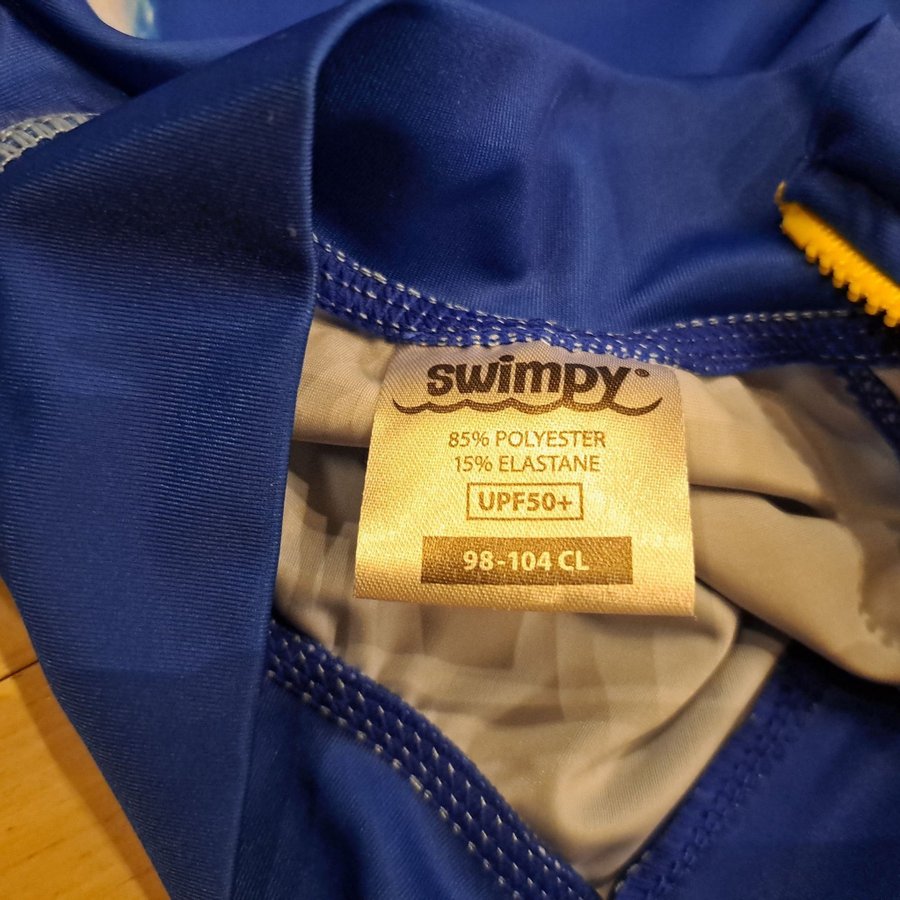 swimpy
85% POLYESTER
15% ELASTANE
UPF50+
98-104 CL